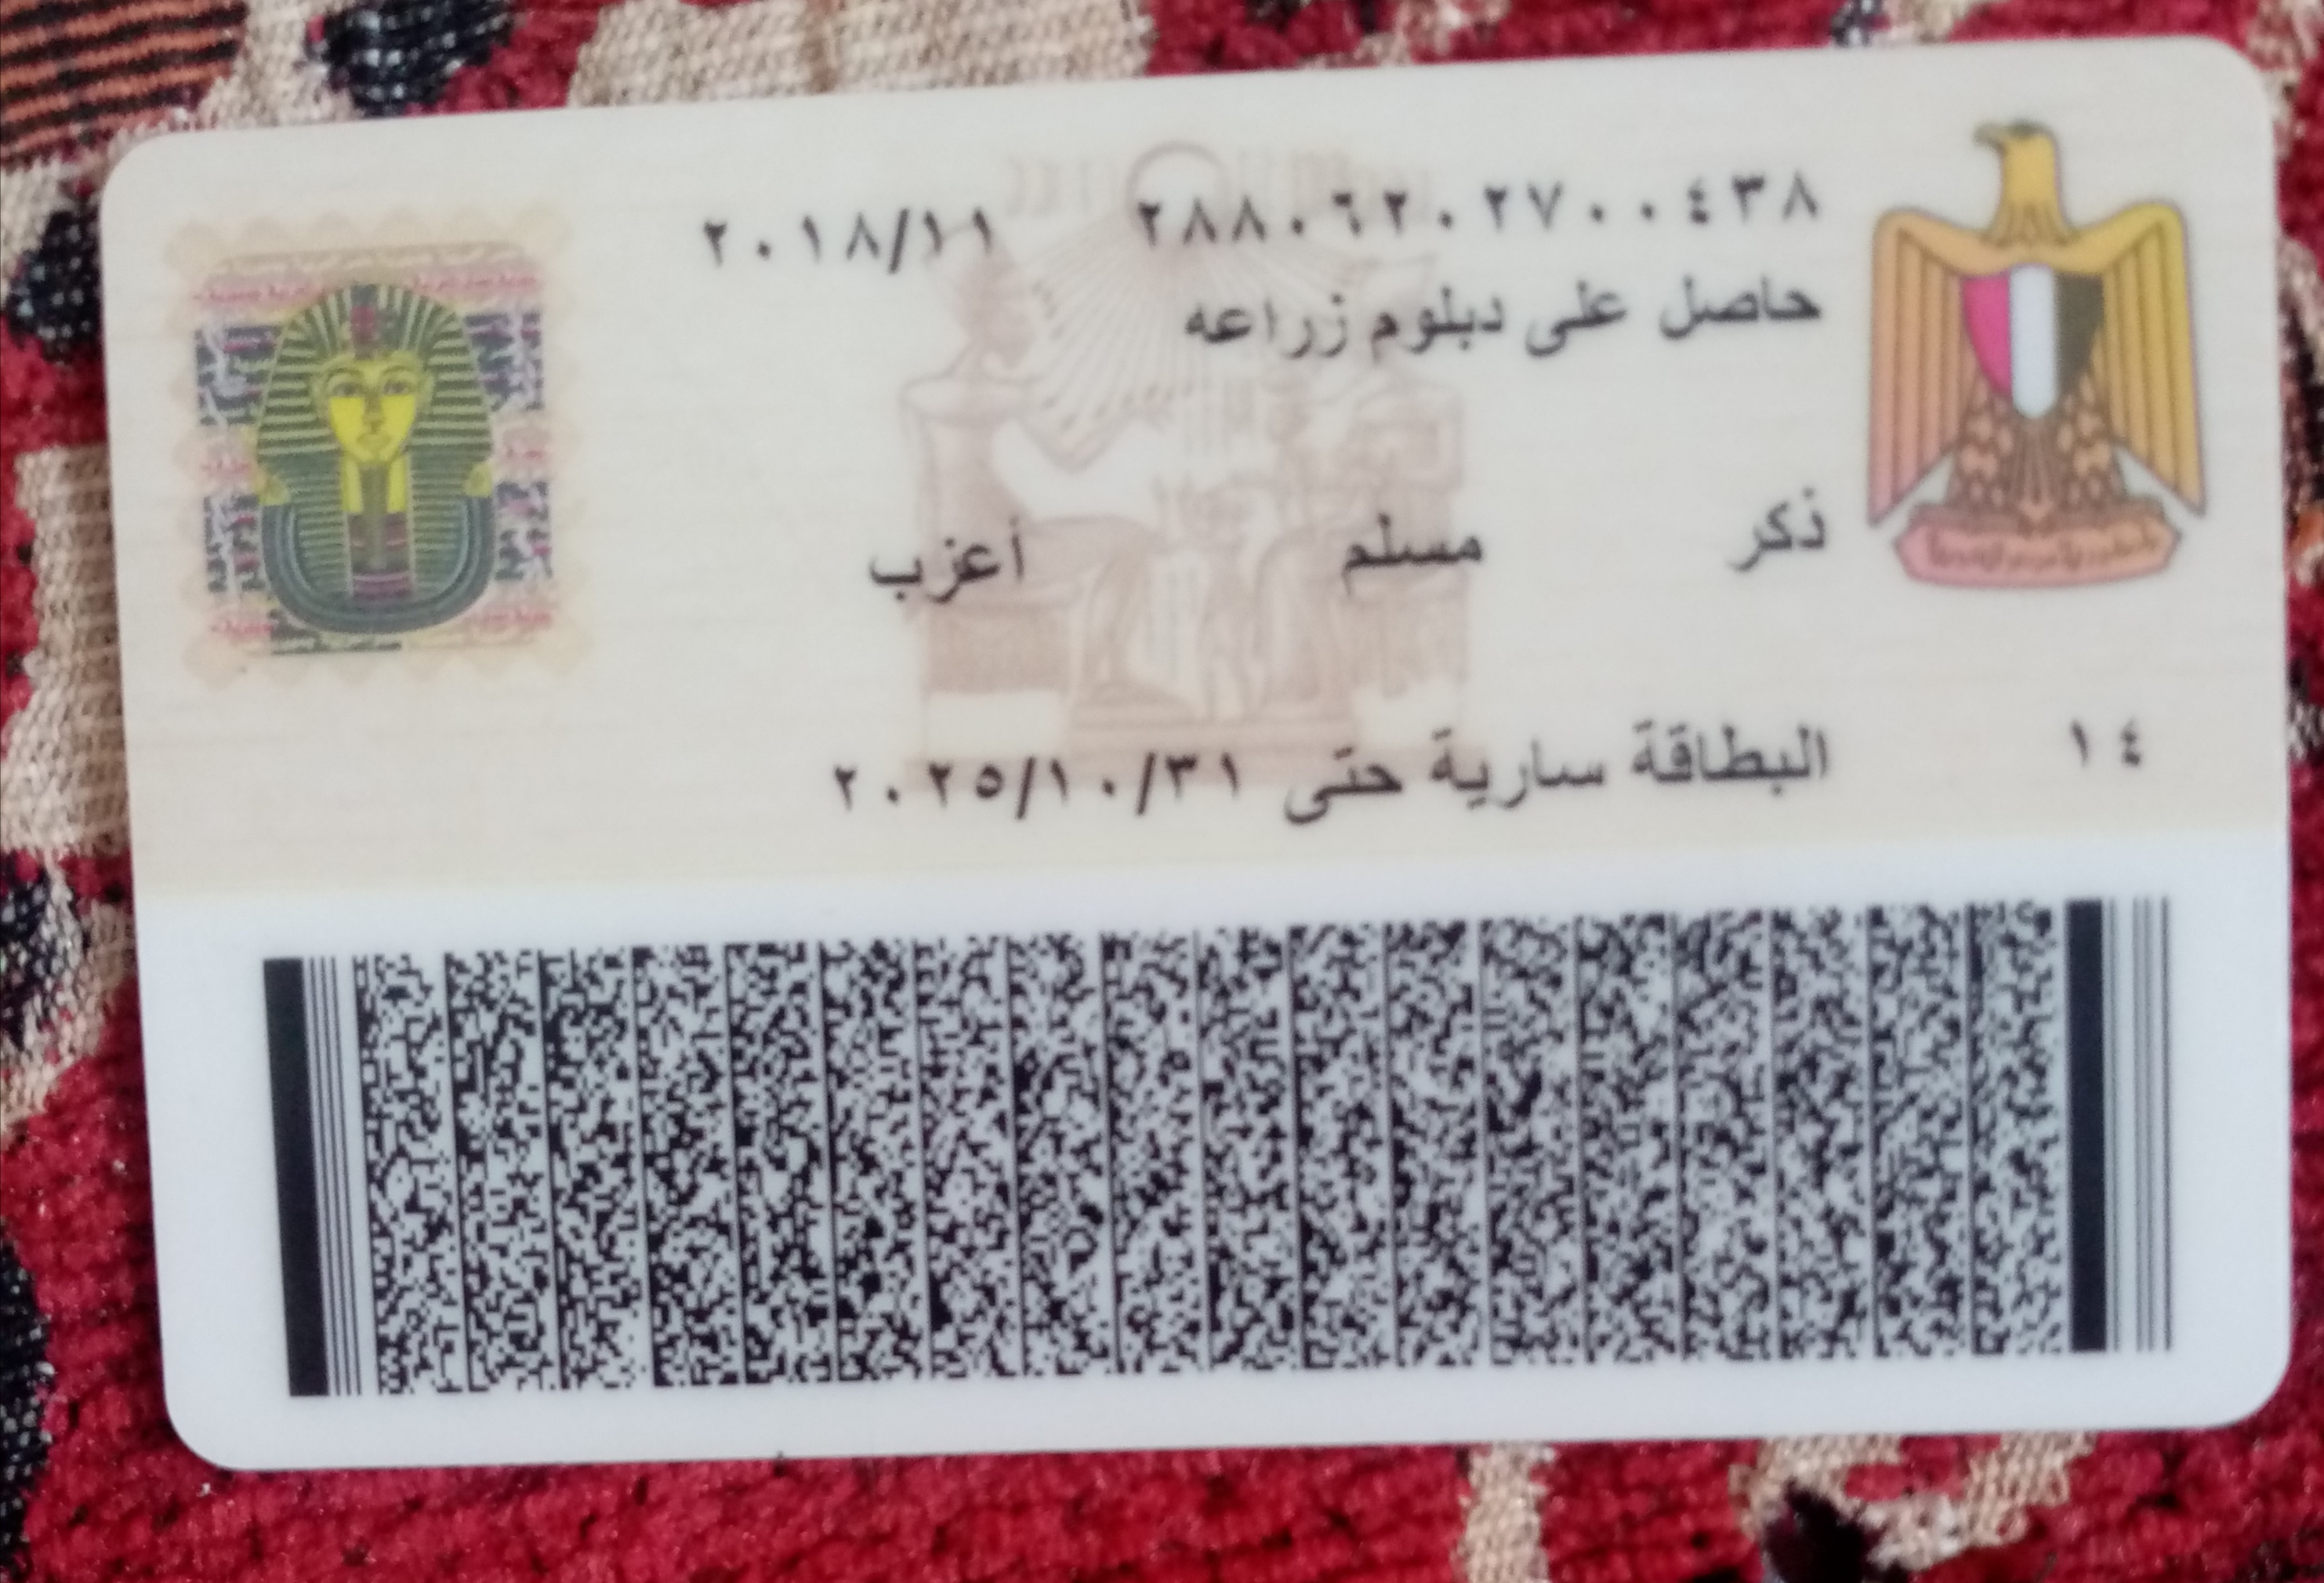 ٢٨٨٠٦٢٠٢٧٠٠٤٣٨ ٢٠١٨/١١
حاصل على دبلوم زراعه
ذكر مسلم أعزب
١٤ البطاقة سارية حتى ٢٠٢٥/١٠/٣١